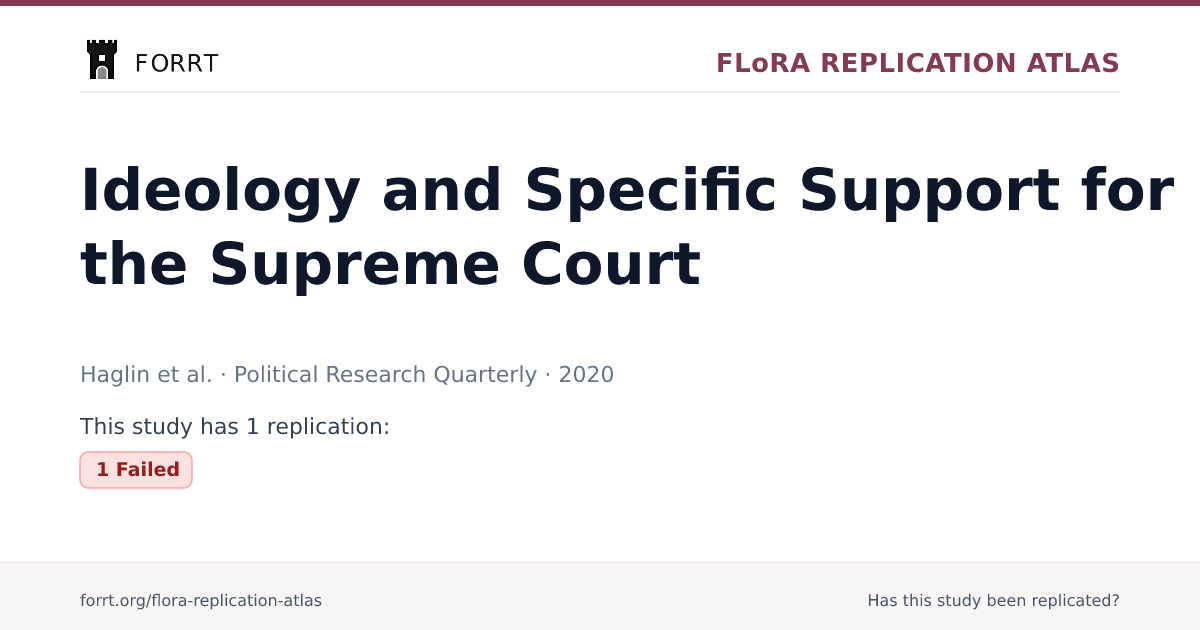 FORRT
FLoRA REPLICATION ATLAS
Ideology and Specific Support for
the Supreme Court
Haglin et al. · Political Research Quarterly · 2020
This study has 1 replication:
1 Failed
forrt.org/flora-replication-atlas
Has this study been replicated?